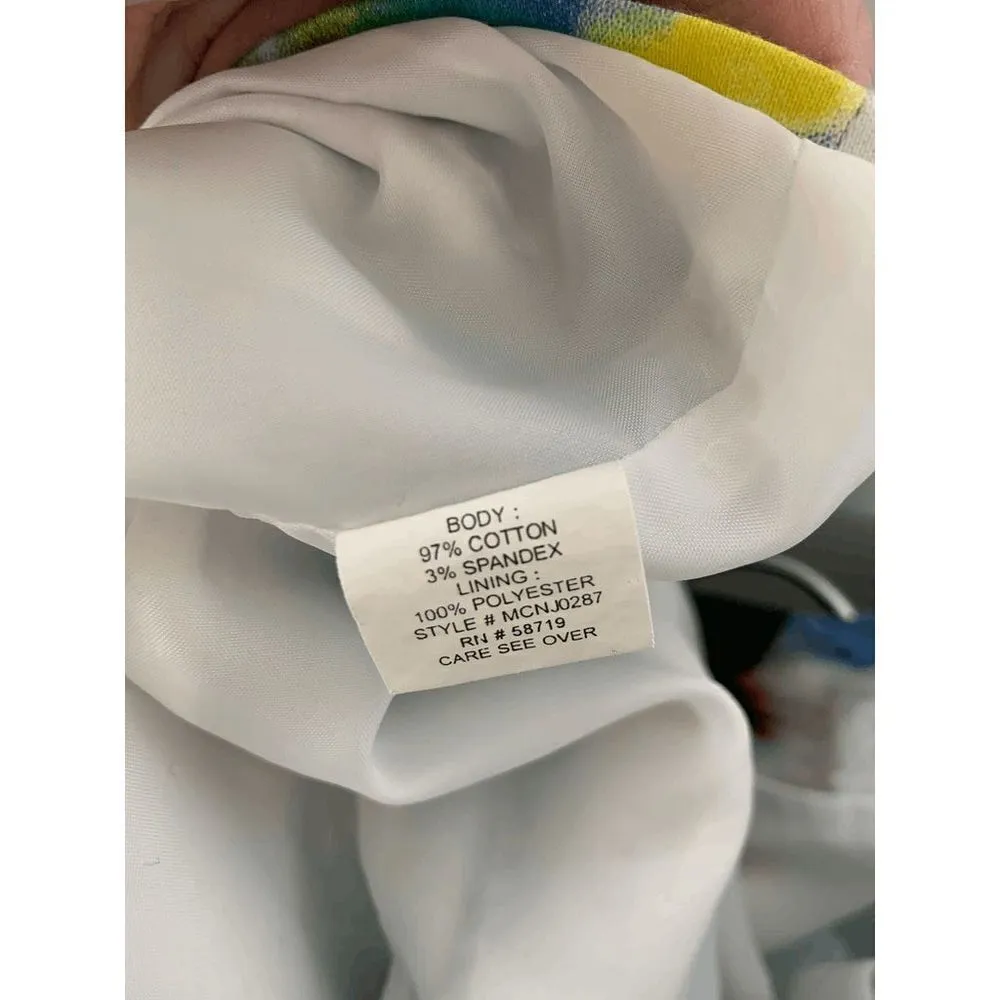 BODY :
97% COTTON
3% SPANDEX
LINING :
100% POLYESTER
STYLE # MCNJ0287
RN # 58719
CARE SEE OVER